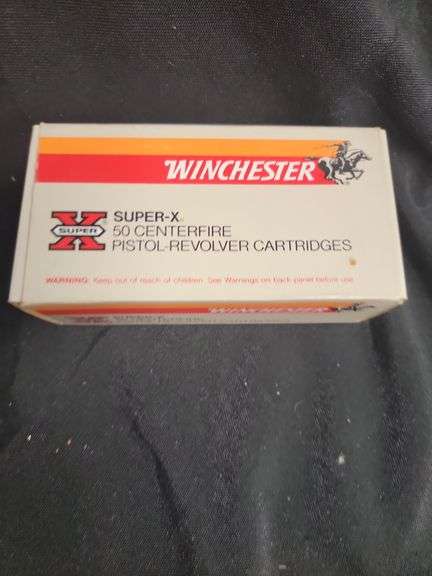 WINCHESTER
X
SUPER
SUPER-X®
50 CENTERFIRE
PISTOL-REVOLVER CARTRIDGES
WARNING: Keep out of reach of children. See Warnings on back panel before use.
WINCHESTER
SUPER-X